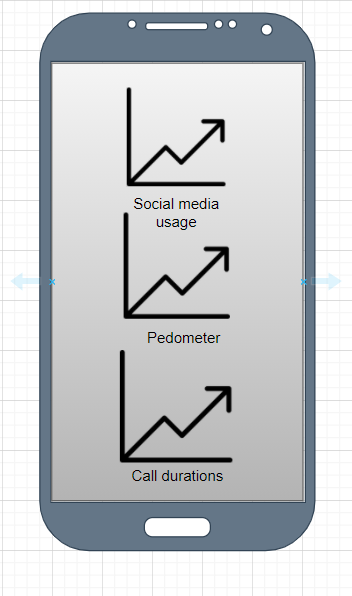 Social media
usage
Pedometer
Call durations